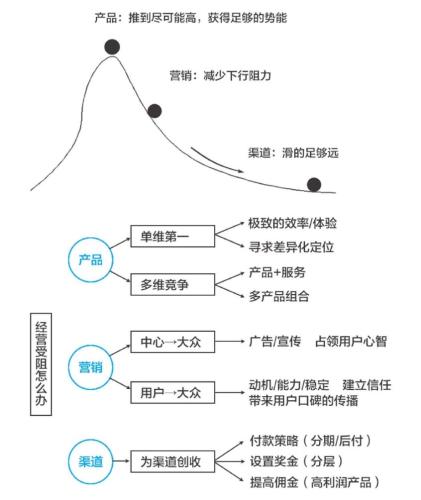 产品：推到尽可能高，获得足够的势能
营销：减少下行阻力
渠道：滑的足够远
经营受阻怎么办
产品
单维第一
极致的效率/体验
寻求差异化定位
多维竞争
产品+服务
多产品组合
营销
中心→大众
广告/宣传 占领用户心智
用户→大众
动机/能力/稳定 建立信任
带来用户口碑的传播
渠道
为渠道创收
付款策略（分期/后付）
设置奖金（分层）
提高佣金（高利润产品）